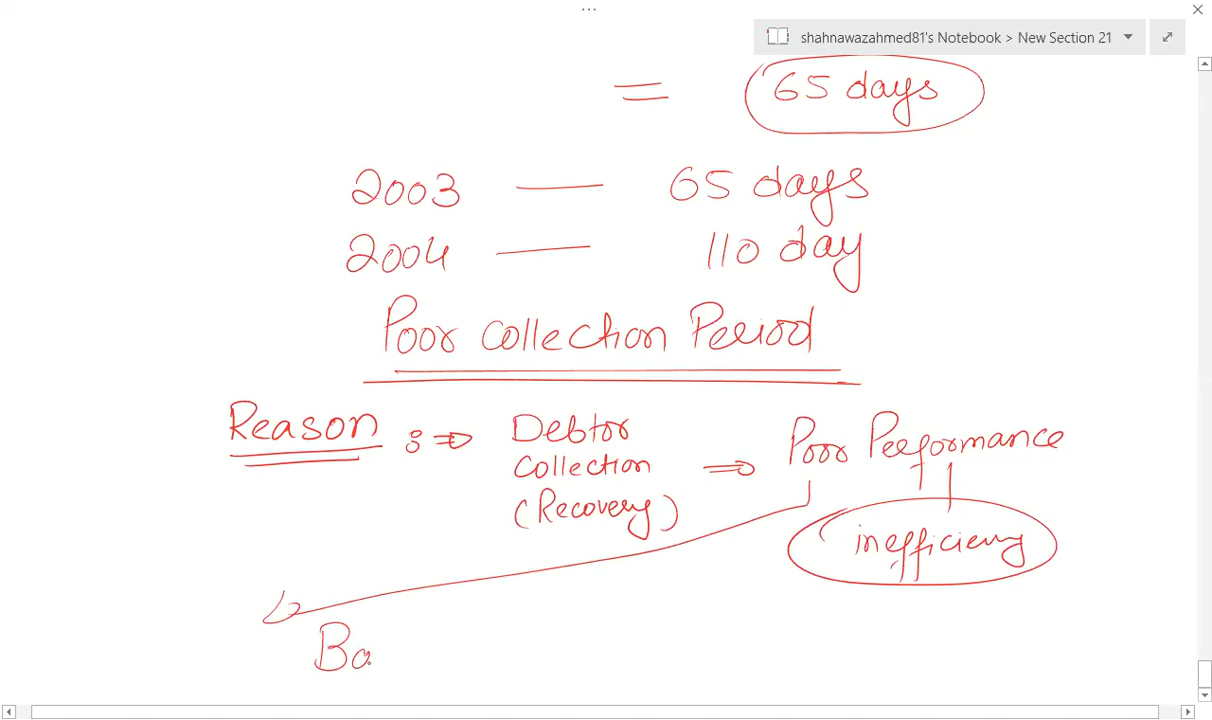 shahnawazahmed81's Notebook > New Section 21
= 65 days
2003 — 65 days
2004 — 110 day
Poor Collection Period
Reason :⇒ Debtor Collection (Recovery) ⇒ Poor Performance
inefficiency
Ba